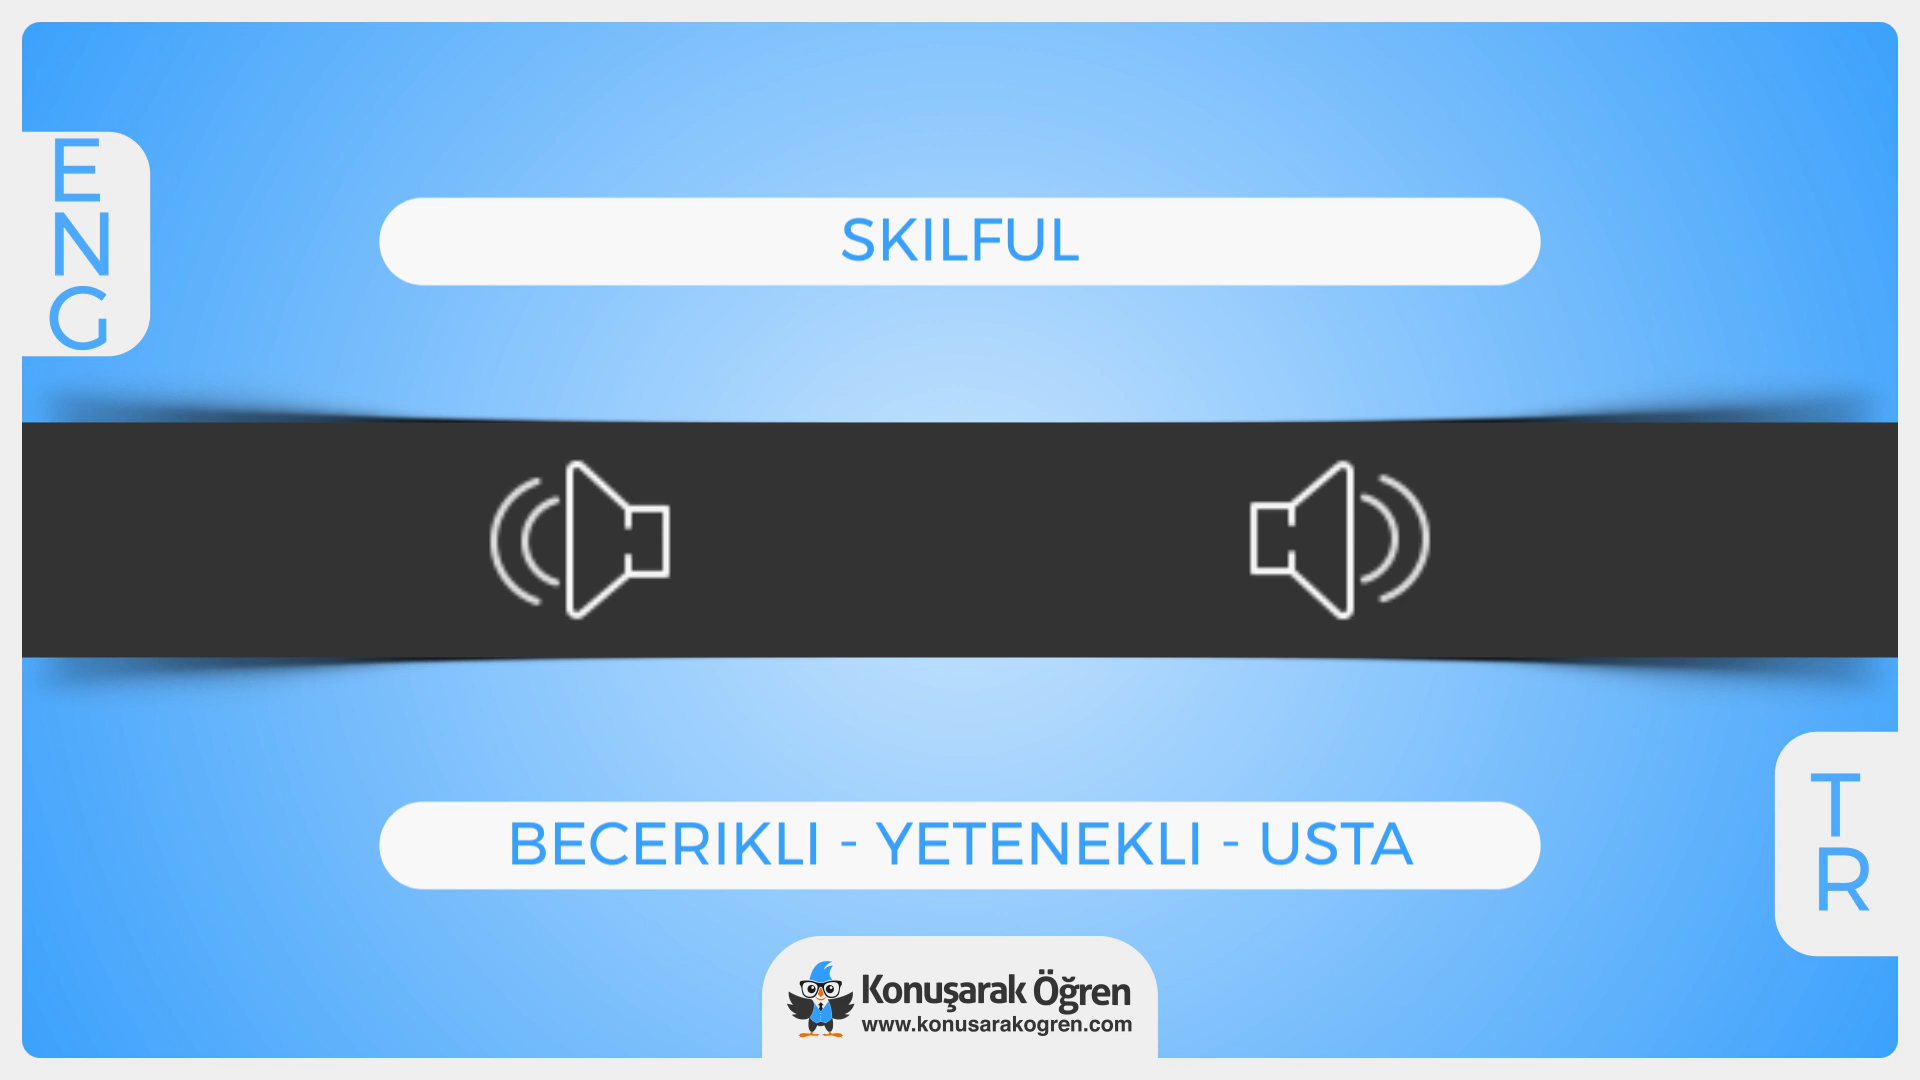 ENG
SKILFUL
BECERIKLI - YETENEKLI - USTA
TR
Konuşarak Öğren
www.konusarakogren.com